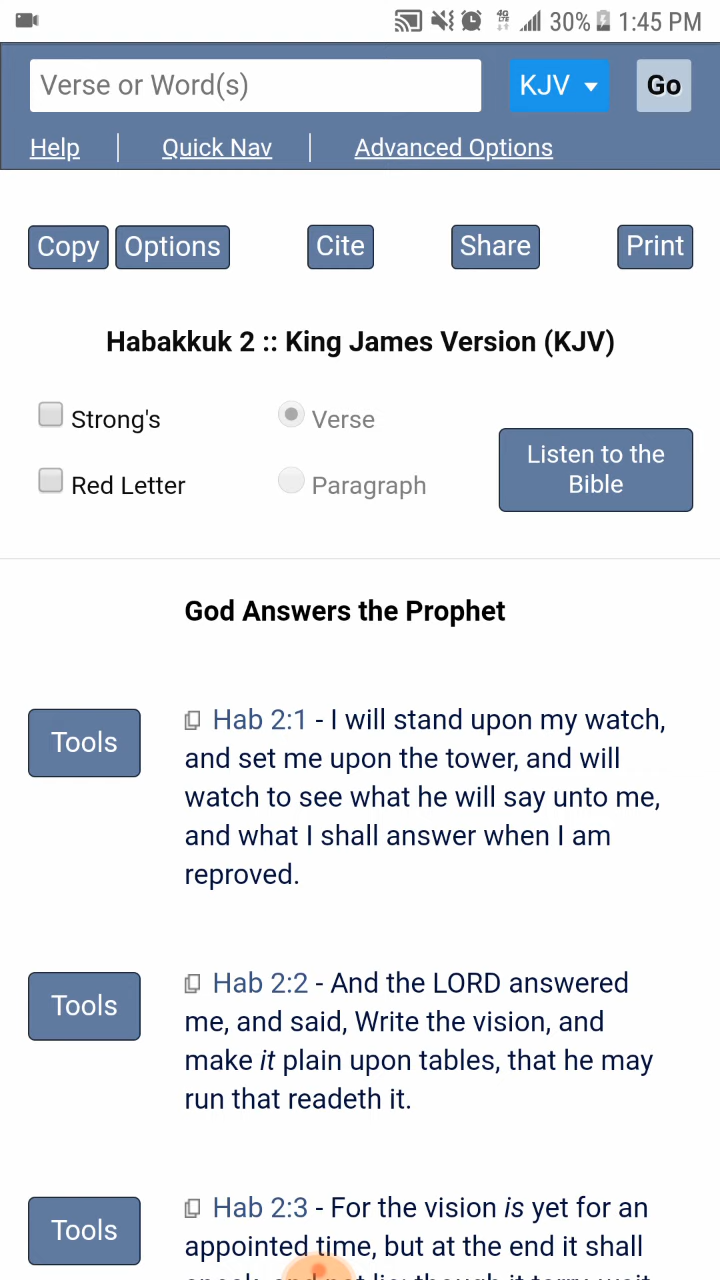 4G LTE 30% 1:45 PM
Verse or Word(s) KJV Go
Help Quick Nav Advanced Options
Copy Options Cite Share Print
Habakkuk 2 :: King James Version (KJV)
Strong's Verse
Listen to the
Bible
Red Letter Paragraph
God Answers the Prophet
Tools
Hab 2:1 - I will stand upon my watch,
and set me upon the tower, and will
watch to see what he will say unto me,
and what I shall answer when I am
reproved.
Tools
Hab 2:2 - And the LORD answered
me, and said, Write the vision, and
make it plain upon tables, that he may
run that readeth it.
Tools
Hab 2:3 - For the vision is yet for an
appointed time, but at the end it shall